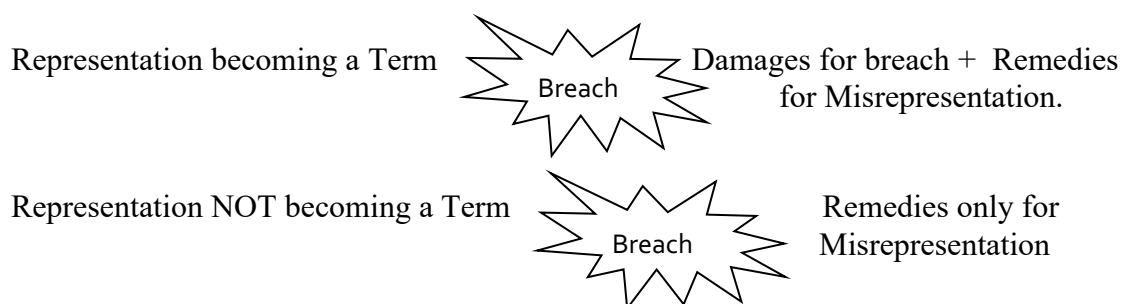 Representation becoming a Term Breach Damages for breach + Remedies
for Misrepresentation.
Representation NOT becoming a Term Breach Remedies only for
Misrepresentation